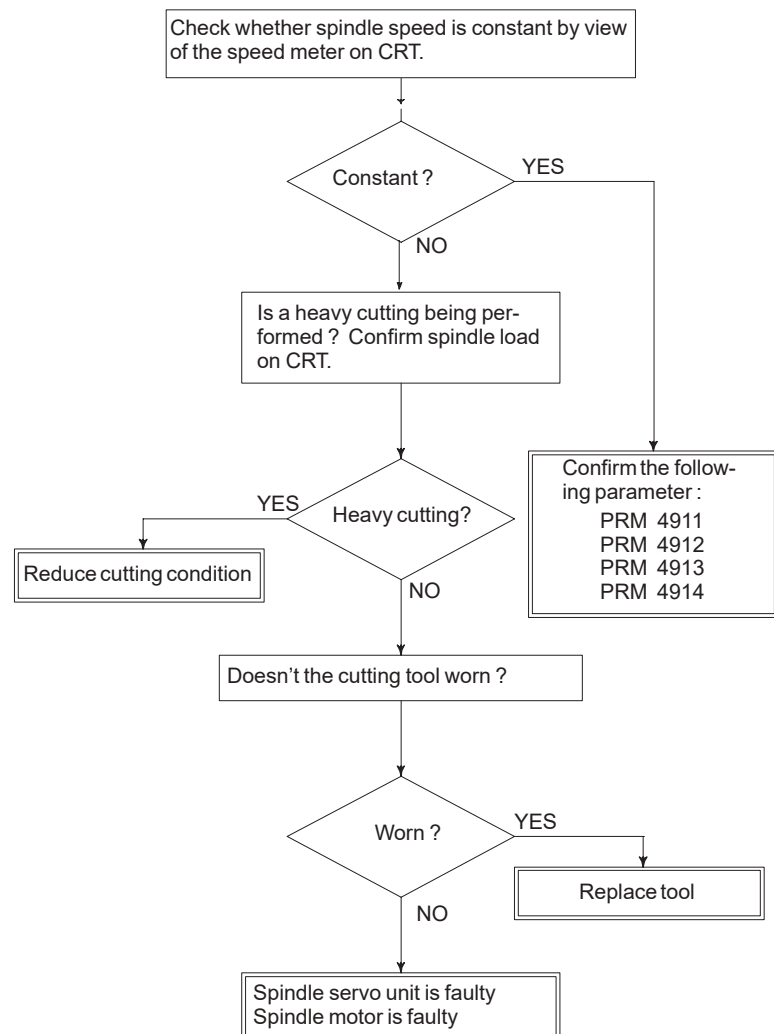 Check whether spindle speed is constant by view
of the speed meter on CRT.
Constant ?
YES
NO
Is a heavy cutting being per-
formed ? Confirm spindle load
on CRT.
Confirm the follow-
ing parameter :
PRM 4911
PRM 4912
PRM 4913
PRM 4914
YES
Heavy cutting?
Reduce cutting condition
NO
Doesn't the cutting tool worn ?
Worn ?
YES
Replace tool
NO
Spindle servo unit is faulty
Spindle motor is faulty